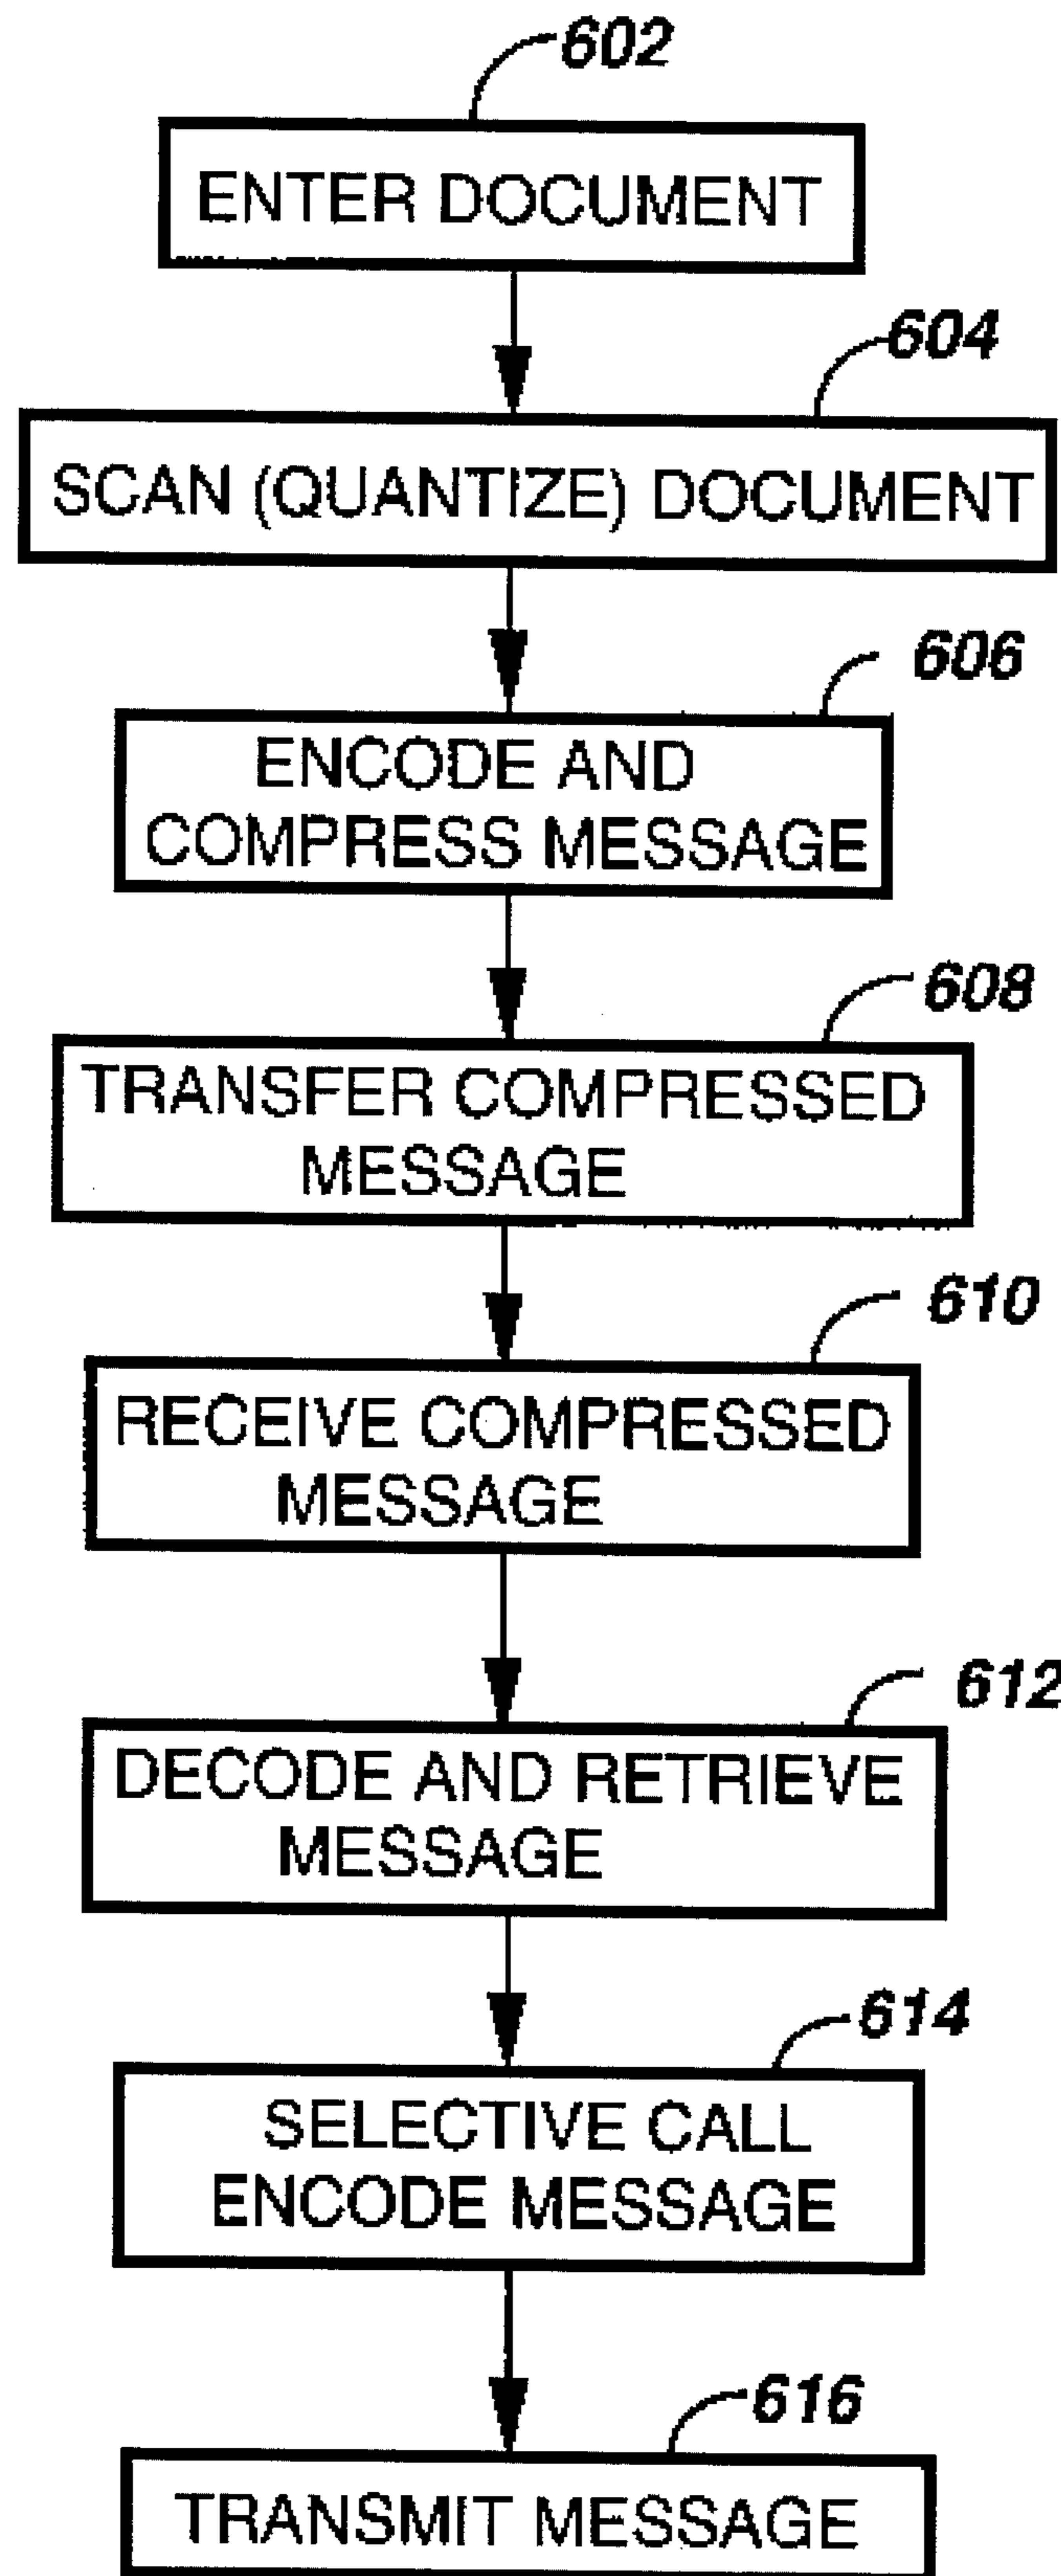 602
ENTER DOCUMENT
604
SCAN (QUANTIZE) DOCUMENT
606
ENCODE AND
COMPRESS MESSAGE
608
TRANSFER COMPRESSED
MESSAGE
610
RECEIVE COMPRESSED
MESSAGE
612
DECODE AND RETRIEVE
MESSAGE
614
SELECTIVE CALL
ENCODE MESSAGE
616
TRANSMIT MESSAGE